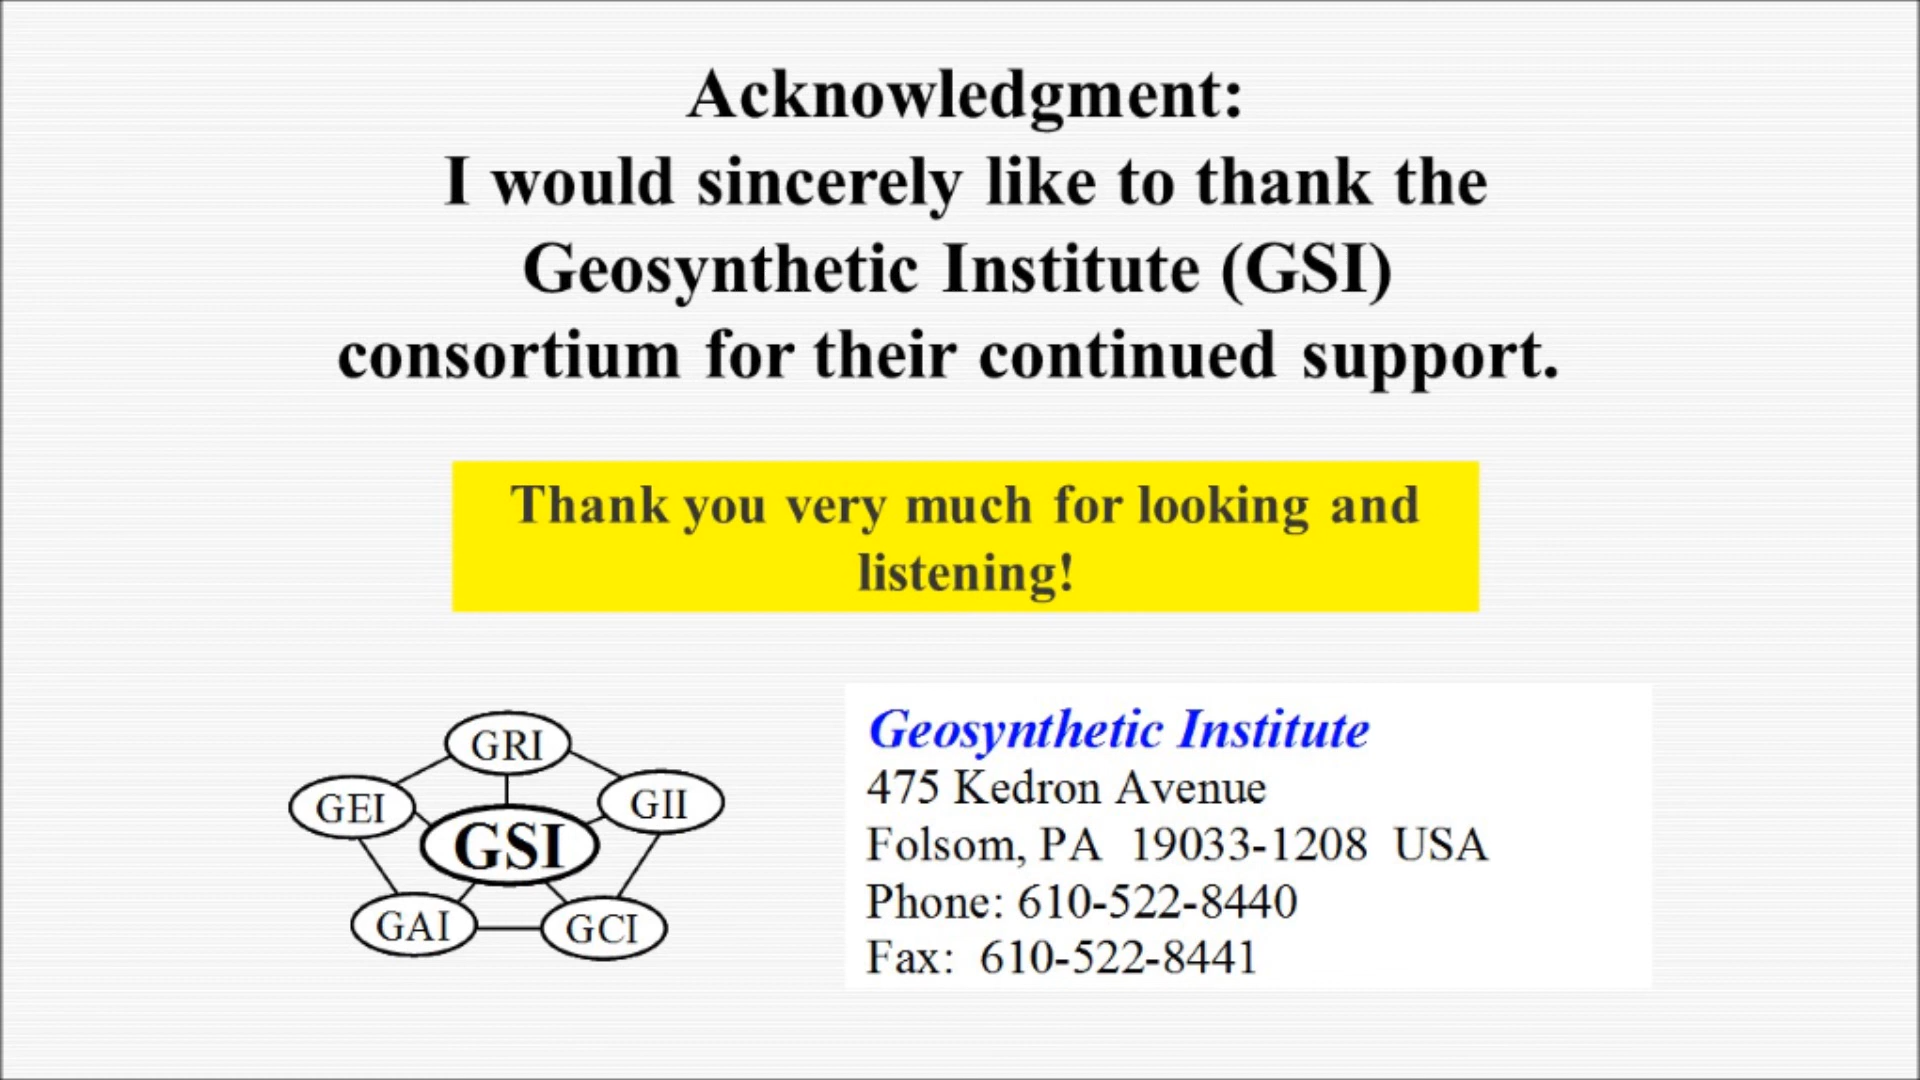 Acknowledgment:
I would sincerely like to thank the
Geosynthetic Institute (GSI)
consortium for their continued support.
Thank you very much for looking and
listening!
GRI
GEI
GII
GSI
GAI
GCI
Geosynthetic Institute
475 Kedron Avenue
Folsom, PA 19033-1208 USA
Phone: 610-522-8440
Fax: 610-522-8441